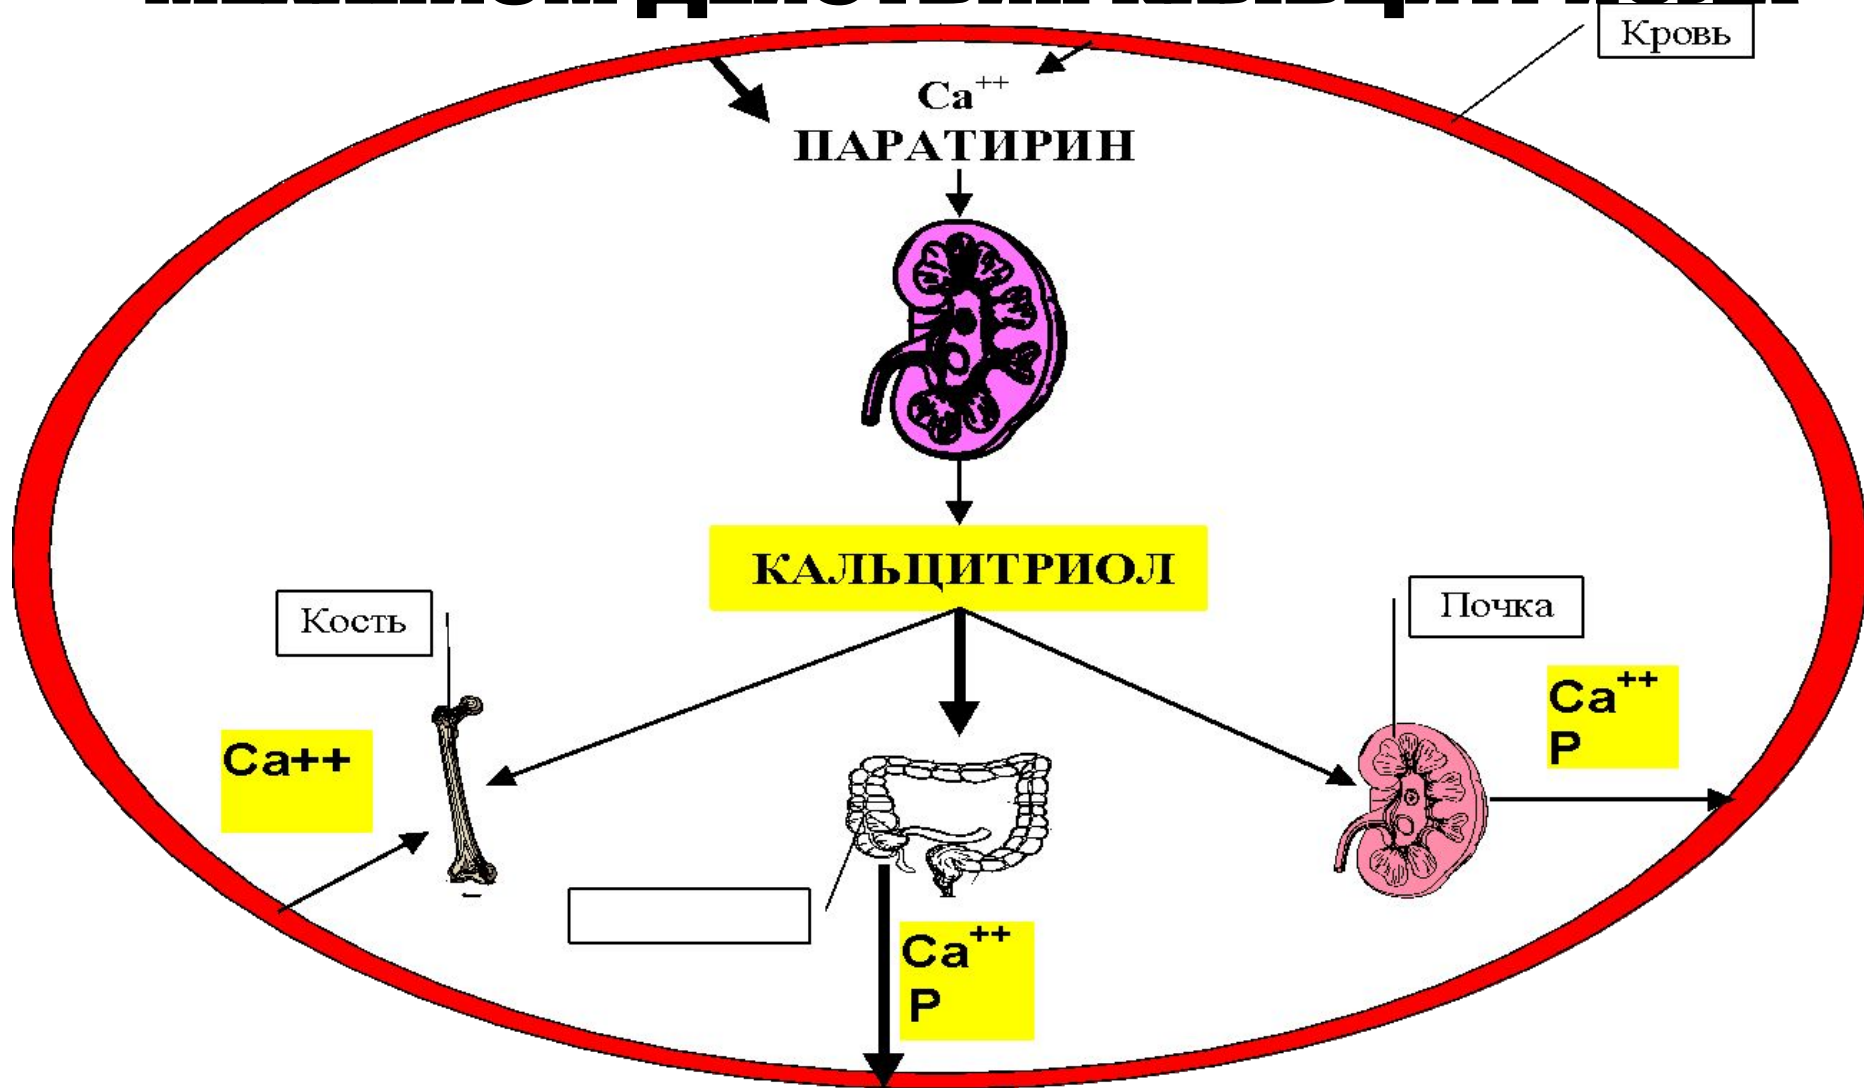 Кровь
Ca++
ПАРАТИРИН
КАЛЬЦИТРИОЛ
Кость
Почка
Ca++
P
Ca++
Ca++
P